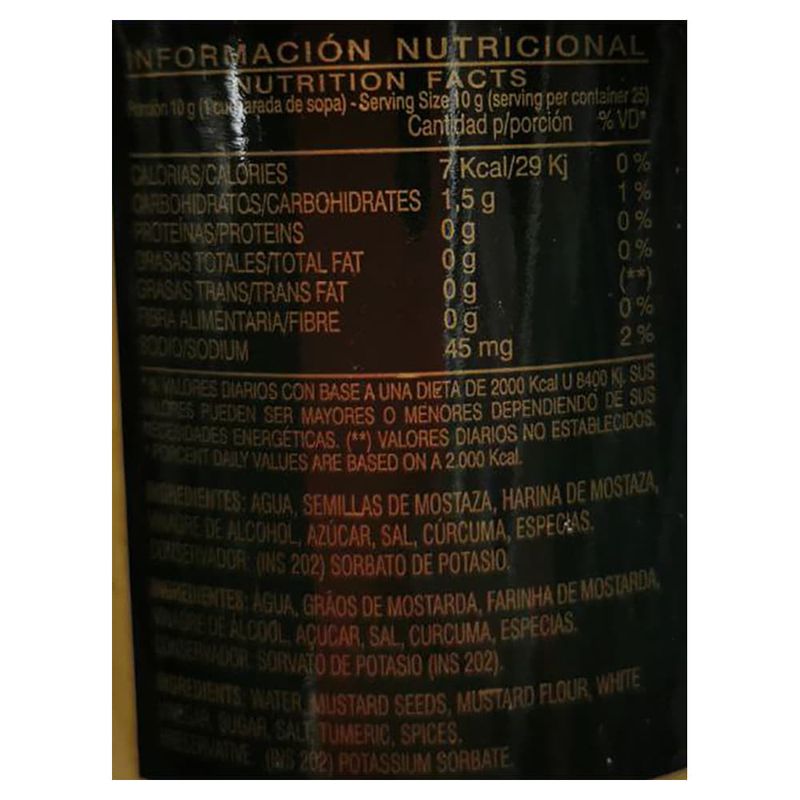 INFORMACIÓN NUTRICIONAL
NUTRITION FACTS
Porción 10 g (1 cucharada de sopa) - Serving Size 10 g (serving per container 25)
Cantidad p/porción % VD*
CALORIAS/CALORIES 7 Kcal/29 Kj 0 %
CARBOHIDRATOS/CARBOHIDRATES 1,5 g 1 %
PROTEÍNAS/PROTEINS 0 g 0 %
GRASAS TOTALES/TOTAL FAT 0 g 0 %
GRASAS TRANS/TRANS FAT 0 g (**)
FIBRA ALIMENTARIA/FIBRE 0 g 0 %
SODIO/SODIUM 45 mg 2 %
*% VALORES DIARIOS CON BASE A UNA DIETA DE 2000 Kcal U 8400 Kj. SUS
VALORES PUEDEN SER MAYORES O MENORES DEPENDIENDO DE SUS
NECESIDADES ENERGÉTICAS. (**) VALORES DIARIOS NO ESTABLECIDOS.
* PORCENT DAILY VALUES ARE BASED ON A 2.000 Kcal.
INGREDIENTES: AGUA, SEMILLAS DE MOSTAZA, HARINA DE MOSTAZA,
VINAGRE DE ALCOHOL, AZÚCAR, SAL, CÚRCUMA, ESPECIAS.
CONSERVADOR: (INS 202) SORBATO DE POTASIO.
INGREDIENTES: ÁGUA, GRÃOS DE MOSTARDA, FARINHA DE MOSTARDA,
VINAGRE DE ALCOOL, AÇUCAR, SAL, CURCUMA, ESPECIAS.
CONSERVADOR: SORVATO DE POTASIO (INS 202).
INGREDIENTS: WATER, MUSTARD SEEDS, MUSTARD FLOUR, WHITE
VINEGAR, SUGAR, SALT, TUMERIC, SPICES.
PRESERVATIVE: (INS 202) POTASSIUM SORBATE.